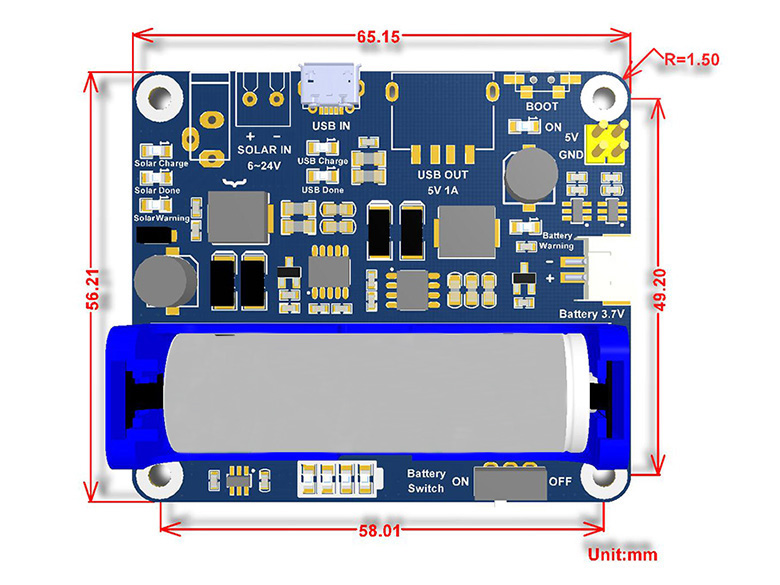 65.15
R=1.50
BOOT
USB IN
ON
5V
+ −
SOLAR IN
6~24V
GND
Solar Charge
USB Charge
USB OUT
5V 1A
Solar Done
USB Done
Solar Warning
Battery
Warning
−
+
56.21
49.20
Battery 3.7V
Battery
Switch
ON
OFF
58.01
Unit:mm